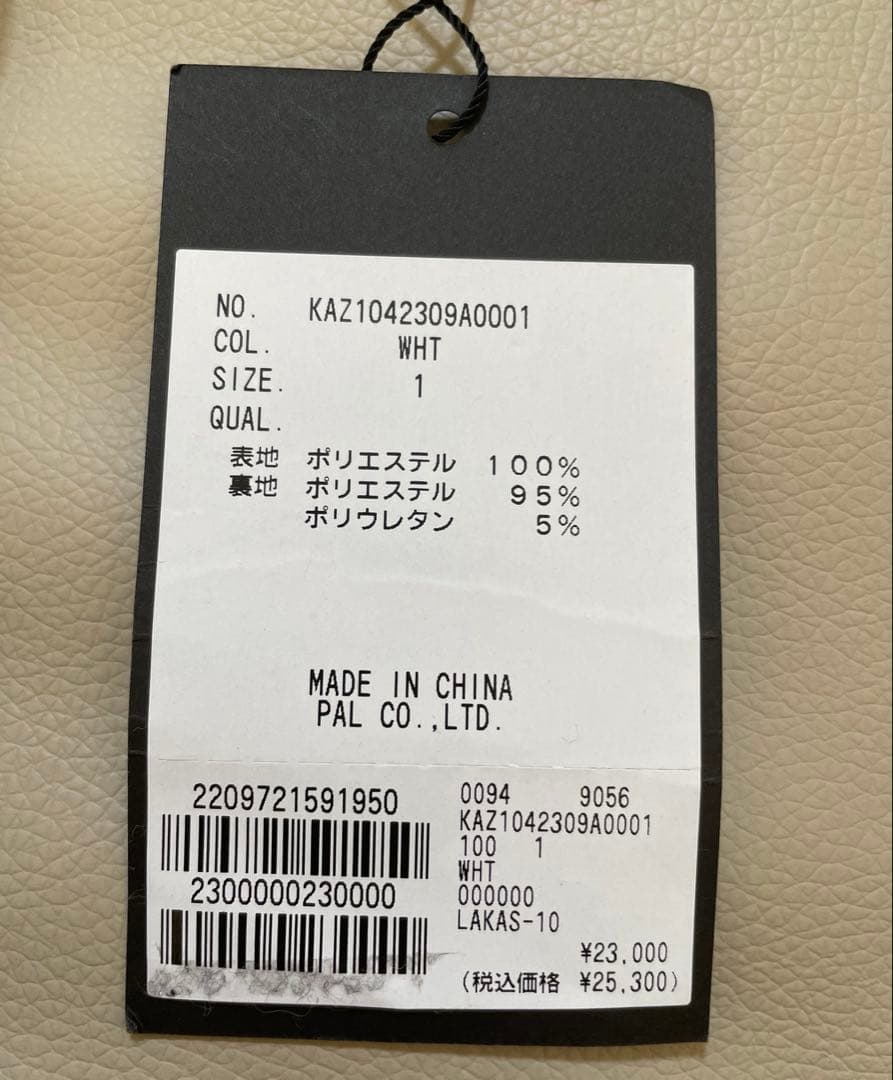 NO. KAZ1042309A0001
COL. WHT
SIZE. 1
QUAL.
表地 ポリエステル 100%
裏地 ポリエステル 95%
ポリウレタン 5%
MADE IN CHINA
PAL CO.,LTD.
2209721591950
2300000230000
0094 9056
KAZ1042309A0001
100 1
WHT
000000
LAKAS-10
¥23,000
(税込価格 ¥25,300)